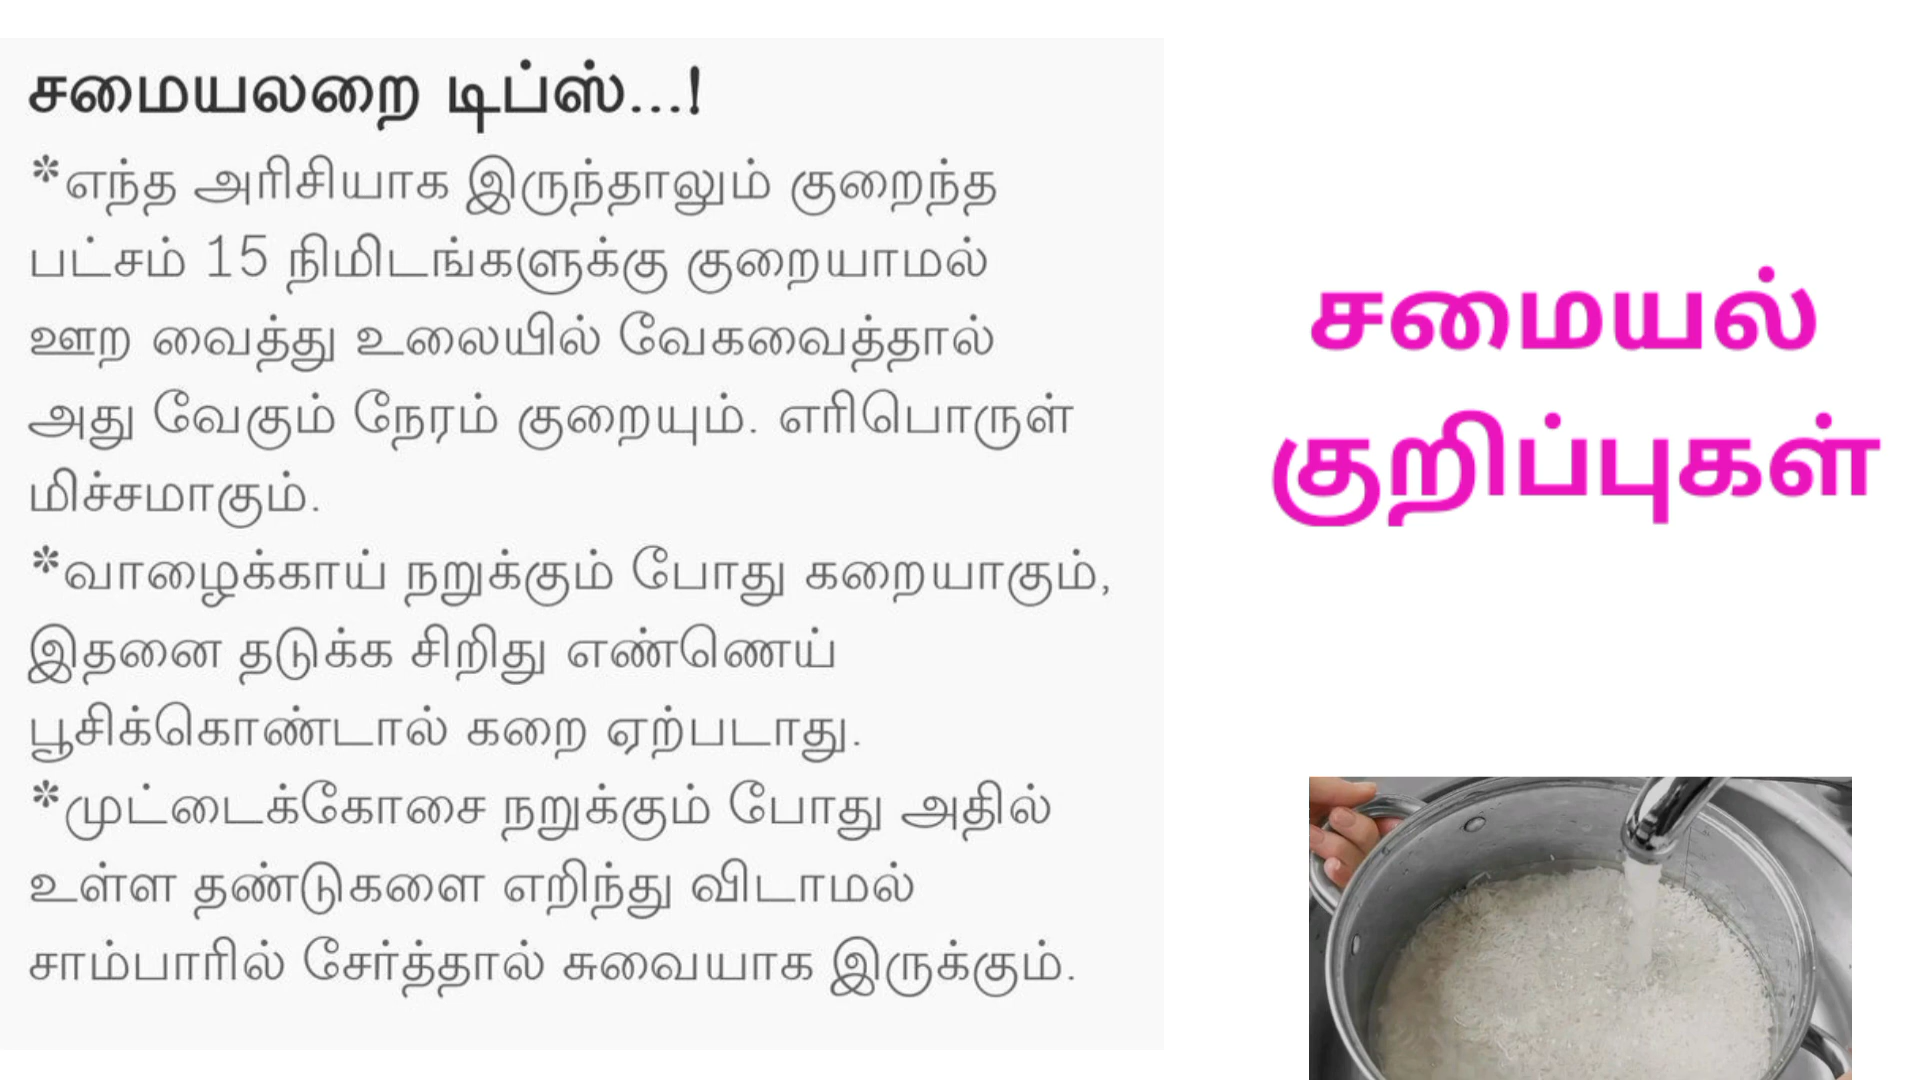 சமையலறை டிப்ஸ்...!
*எந்த அரிசியாக இருந்தாலும் குறைந்த
பட்சம் 15 நிமிடங்களுக்கு குறையாமல்
ஊற வைத்து உலையில் வேகவைத்தால்
அது வேகும் நேரம் குறையும். எரிபொருள்
மிச்சமாகும்.
*வாழைக்காய் நறுக்கும் போது கறையாகும்,
இதனை தடுக்க சிறிது எண்ணெய்
பூசிக்கொண்டால் கறை ஏற்படாது.
*முட்டைக்கோசை நறுக்கும் போது அதில்
உள்ள தண்டுகளை எறிந்து விடாமல்
சாம்பாரில் சேர்த்தால் சுவையாக இருக்கும்.
சமையல்
குறிப்புகள்